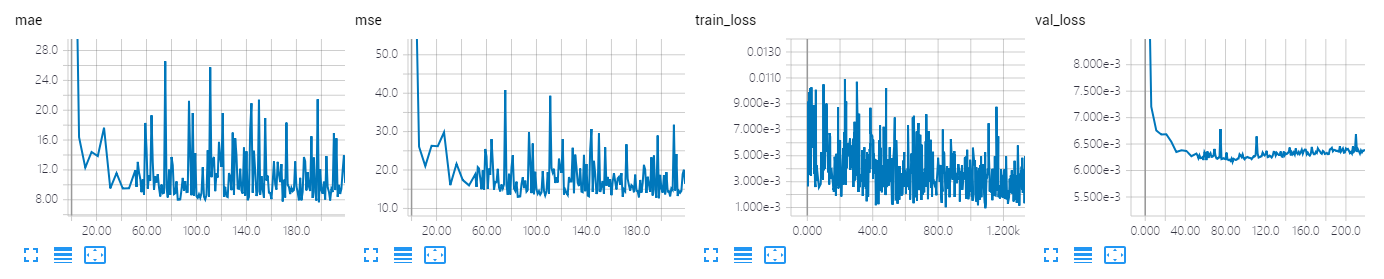 mae
28.0
24.0
20.0
16.0
12.0
8.00
20.00 60.00 100.0 140.0 180.0
mse
50.0
40.0
30.0
20.0
10.0
20.00 60.00 100.0 140.0 180.0
train_loss
0.0130
0.0110
9.000e-3
7.000e-3
5.000e-3
3.000e-3
1.000e-3
0.000 400.0 800.0 1.200k
val_loss
8.000e-3
7.500e-3
7.000e-3
6.500e-3
6.000e-3
5.500e-3
0.000 40.00 80.00 120.0 160.0 200.0